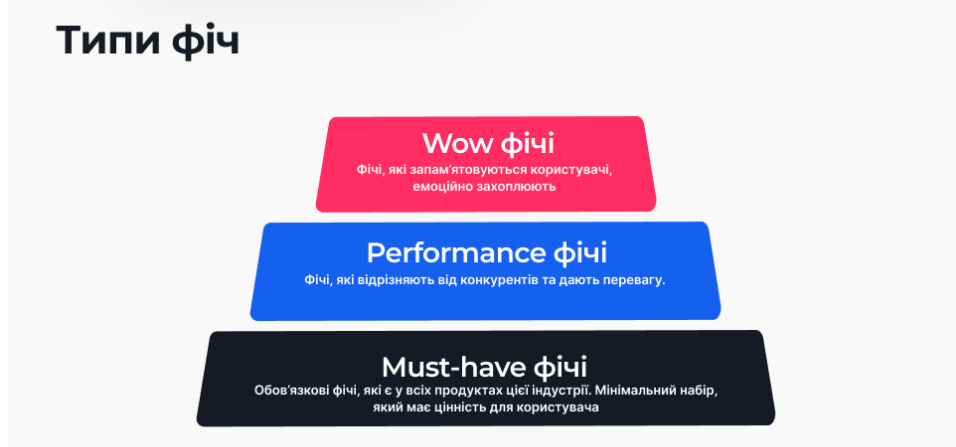 Типи фіч
Wow фічі
Фічі, які запам'ятовуються користувачі,
емоційно захоплюють
Performance фічі
Фічі, які відрізняють від конкурентів та дають перевагу.
Must-have фічі
Обов'язкові фічі, які є у всіх продуктах цієї індустрії. Мінімальний набір,
який має цінність для користувача